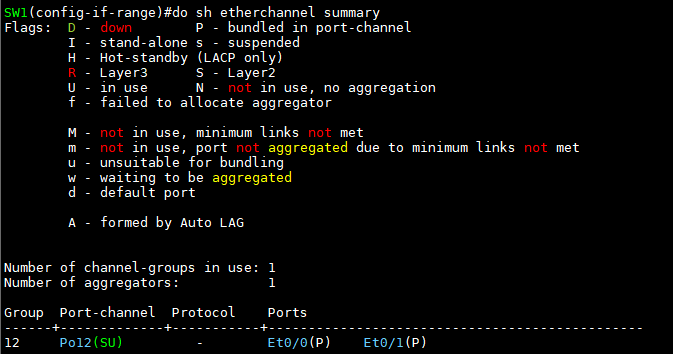 SW1(config-if-range)#do sh etherchannel summary
Flags:  D - down        P - bundled in port-channel
        I - stand-alone s - suspended
        H - Hot-standby (LACP only)
        R - Layer3      S - Layer2
        U - in use      N - not in use, no aggregation
        f - failed to allocate aggregator

        M - not in use, minimum links not met
        m - not in use, port not aggregated due to minimum links not met
        u - unsuitable for bundling
        w - waiting to be aggregated
        d - default port

        A - formed by Auto LAG


Number of channel-groups in use: 1
Number of aggregators:           1

Group  Port-channel  Protocol    Ports
------+-------------+-----------+-----------------------------------------------
12     Po12(SU)         -        Et0/0(P)    Et0/1(P)